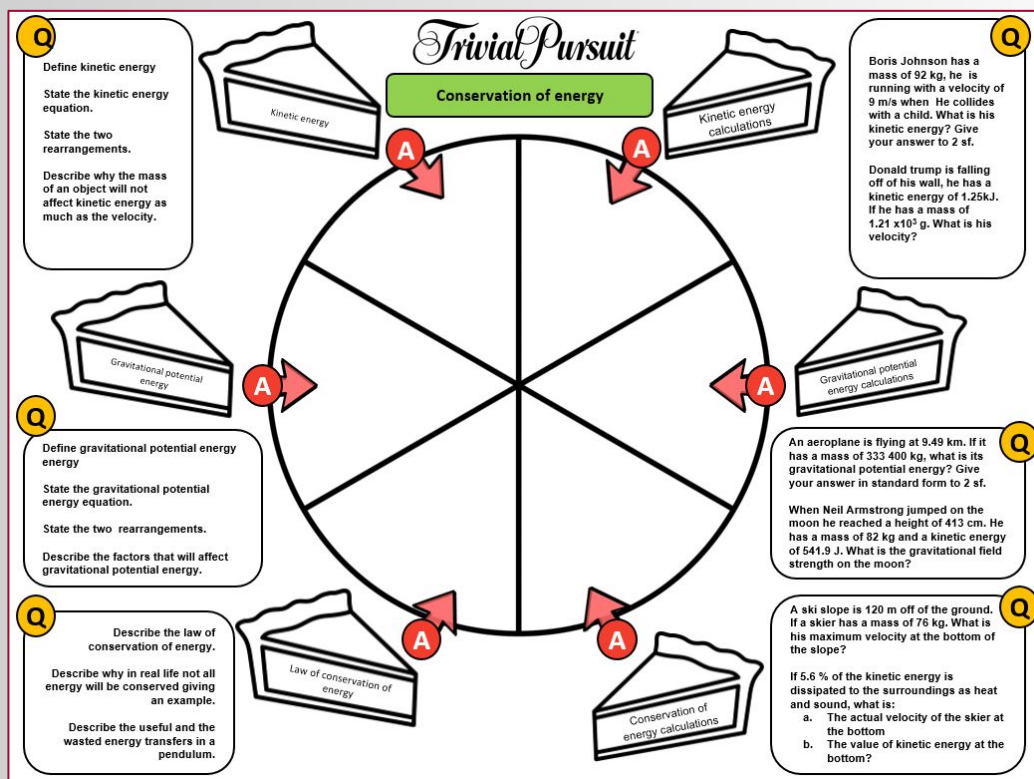 Trivial Pursuit
Conservation of energy
Q
Define kinetic energy
State the kinetic energy
equation.
State the two
rearrangements.
Describe why the mass
of an object will not
affect kinetic energy as
much as the velocity.
Kinetic energy
A
Kinetic energy
calculations
A
Q
Boris Johnson has a
mass of 92 kg, he is
running with a velocity of
9 m/s when He collides
with a child. What is his
kinetic energy? Give
your answer to 2 sf.
Donald trump is falling
off of his wall, he has a
kinetic energy of 1.25kJ.
If he has a mass of
1.21 x10⁵ g. What is his
velocity?
Gravitational potential
energy
A
Gravitational potential
energy calculations
A
Q
Define gravitational potential energy
energy
State the gravitational potential
energy equation.
State the two rearrangements.
Describe the factors that will affect
gravitational potential energy.
Q
An aeroplane is flying at 9.49 km. If it
has a mass of 333 400 kg, what is its
gravitational potential energy? Give
your answer in standard form to 2 sf.
When Neil Armstrong jumped on the
moon he reached a height of 413 cm. He
has a mass of 82 kg and a kinetic energy
of 541.9 J. What is the gravitational field
strength on the moon?
Q
Describe the law of
conservation of energy.
Describe why in real life not all
energy will be conserved giving
an example.
Describe the useful and the
wasted energy transfers in a
pendulum.
Law of conservation of
energy
A
Conservation of
energy calculations
A
Q
A ski slope is 120 m off of the ground.
If a skier has a mass of 76 kg. What is
his maximum velocity at the bottom of
the slope?
If 5.6 % of the kinetic energy is
dissipated to the surroundings as heat
and sound, what is:
a. The actual velocity of the skier at
the bottom
b. The value of kinetic energy at the
bottom?